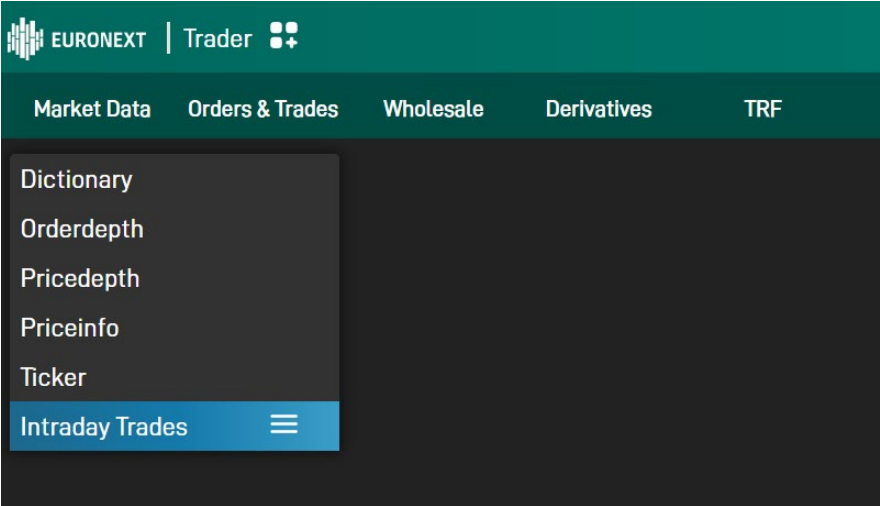 EURONEXT | Trader
Market Data Orders & Trades Wholesale Derivatives TRF
Dictionary
Orderdepth
Pricedepth
Priceinfo
Ticker
Intraday Trades